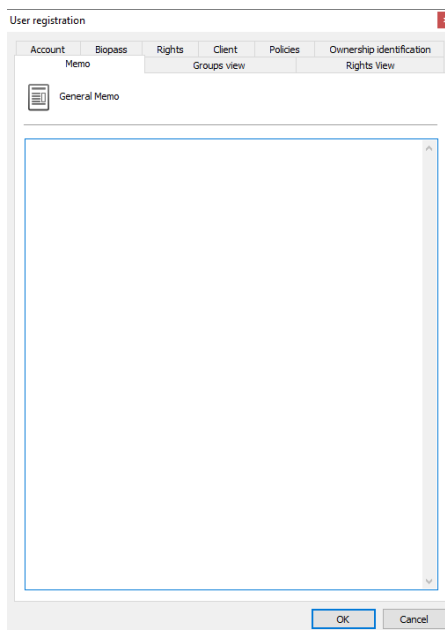 User registration
Account Biopass Rights Client Policies Ownership identification
Memo Groups view Rights View
General Memo
OK Cancel